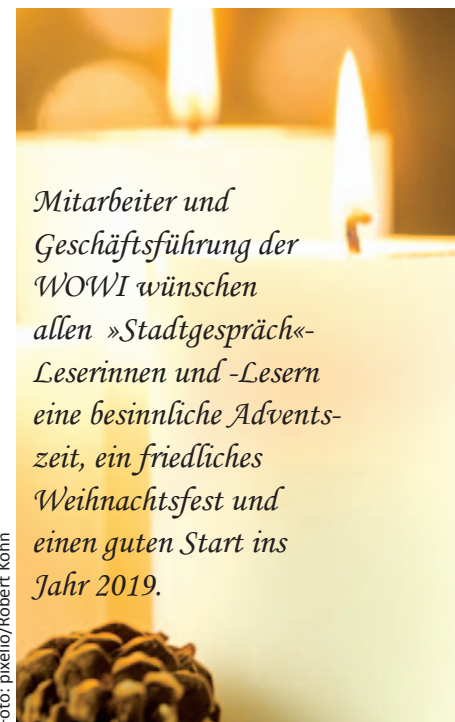 Mitarbeiter und
Geschäftsführung der
WOWI wünschen
allen »Stadtgespräch«-
Leserinnen und -Lesern
eine besinnliche Advents-
zeit, ein friedliches
Weihnachtsfest und
einen guten Start ins
Jahr 2019.
Foto: pixelio/Robert Kohn